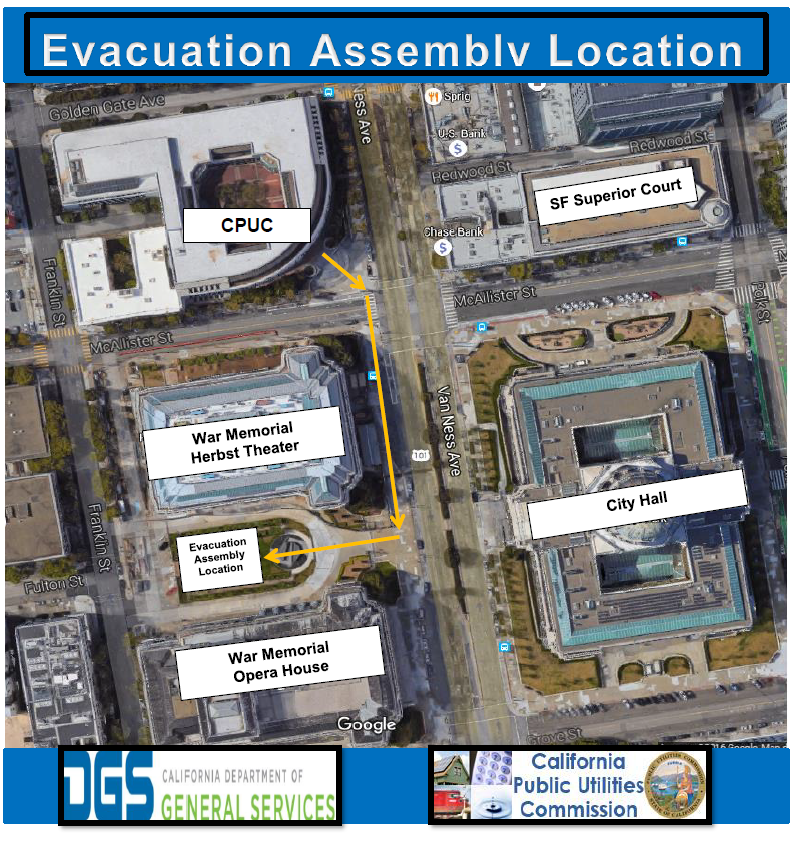 Evacuation Assembly Location
Golden Gate Ave
Ness Ave
Sprig
U.S. Bank
Redwood St
Redwood St
SF Superior Court
CPUC
Chase Bank
Franklin St
McAllister St
Polk St
McAllister St
War Memorial
Herbst Theater
Van Ness Ave
101
City Hall
Franklin St
Evacuation
Assembly
Location
Fulton St
War Memorial
Opera House
Google
Grove St
DGS
CALIFORNIA DEPARTMENT OF
GENERAL SERVICES
California
Public Utilities
Commission